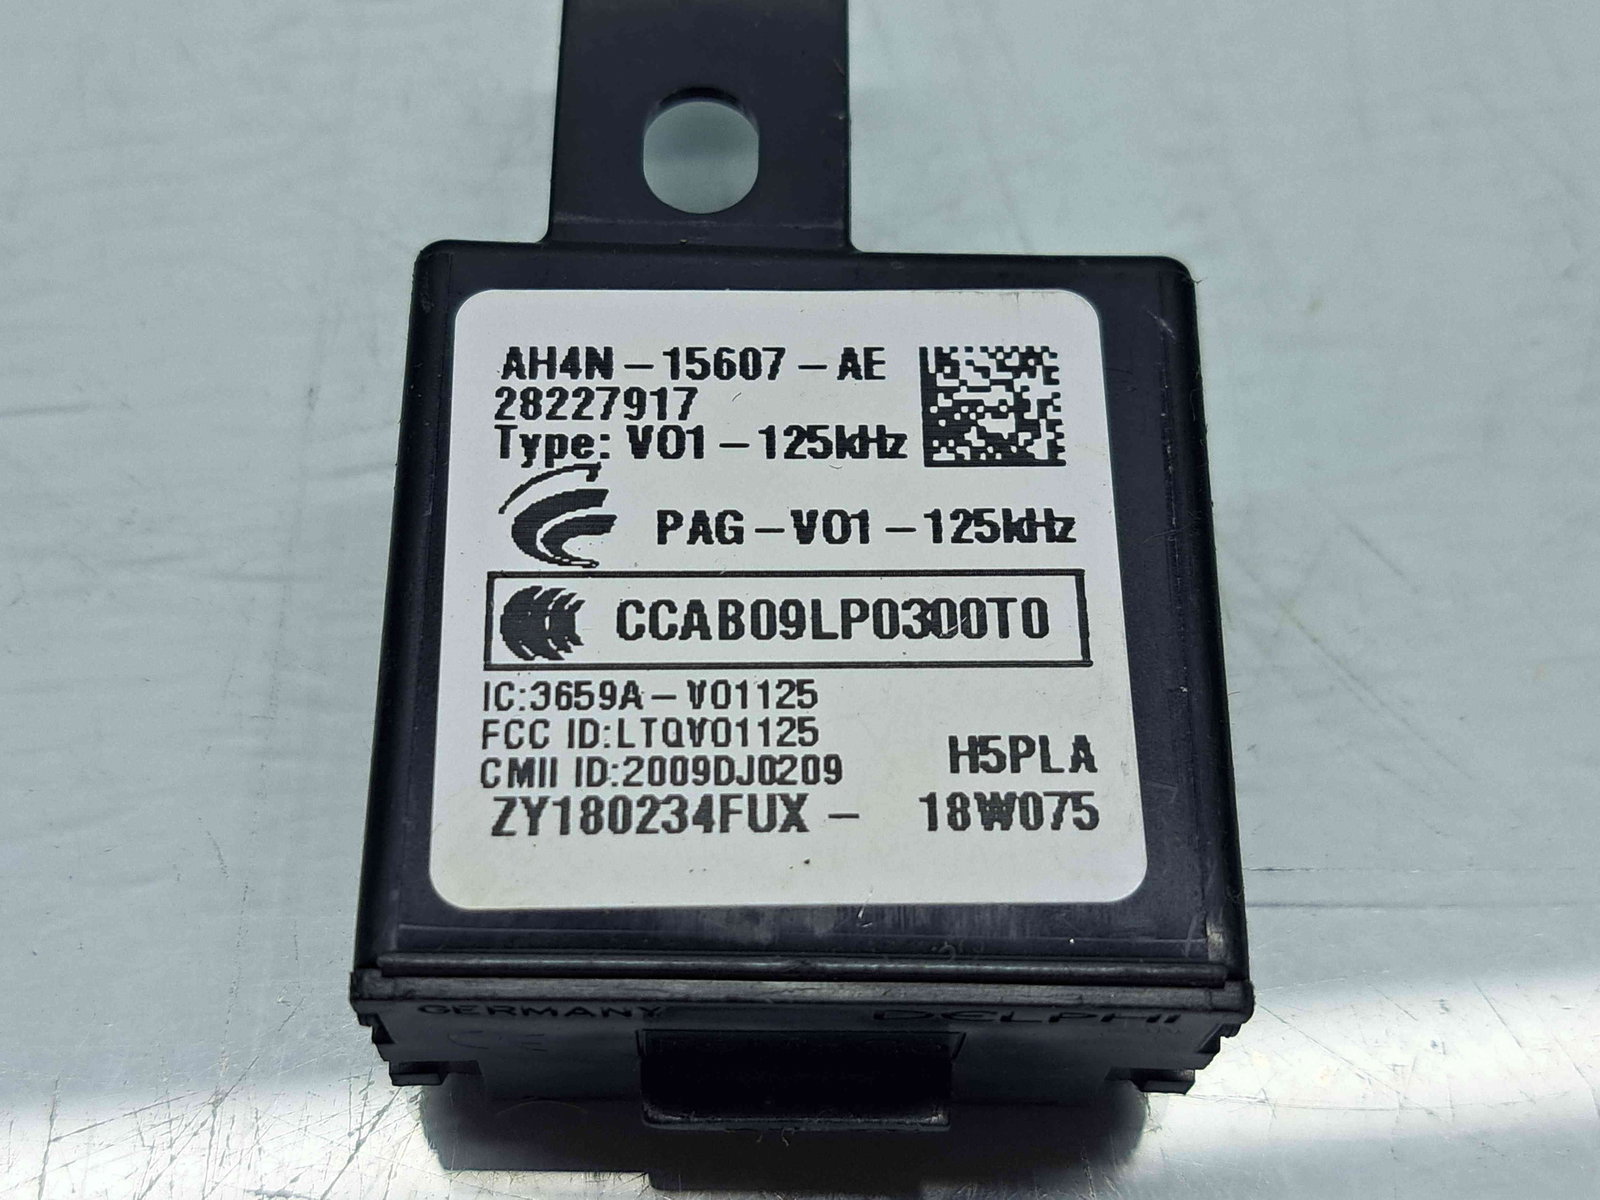 AH4N-15607-AE
28227917
Type: V01-125kHz
PAG-V01-125kHz
CCAB09LP0300T0
IC:3659A-V01125
FCC ID:LTQV01125
CMII ID:2009DJ0209
H5PLA
ZY180234FUX- 18W075
GERMANY DELPHI